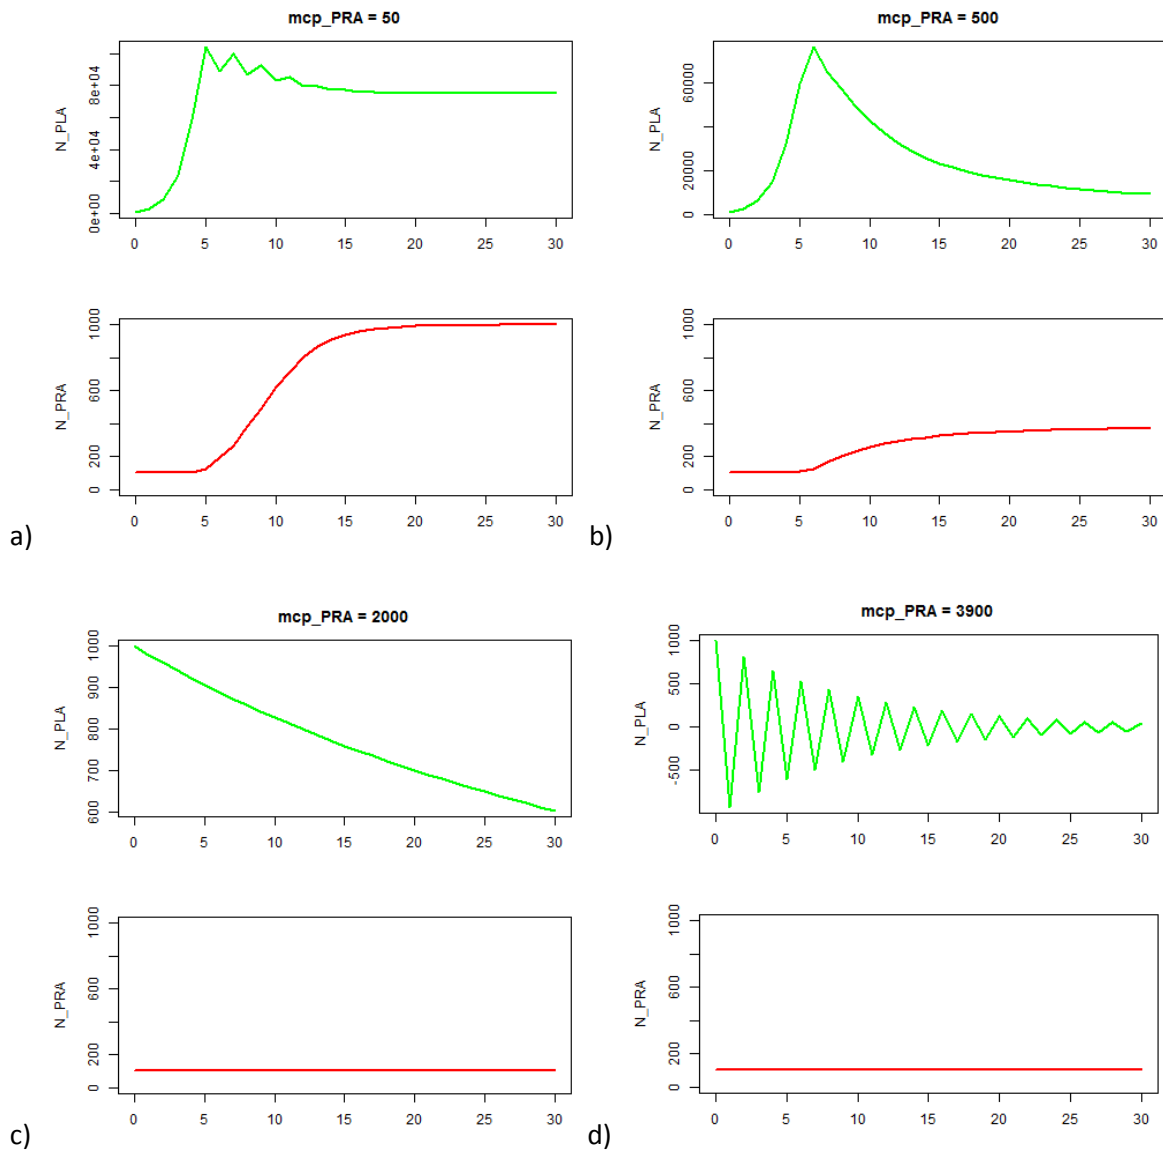 mcp_PRA = 50
N_PLA
0e+00 4e+04 8e+04
0 5 10 15 20 25 30
N_PRA
0 200 600 1000
0 5 10 15 20 25 30
a)
mcp_PRA = 500
N_PLA
0 20000 60000
0 5 10 15 20 25 30
N_PRA
0 200 600 1000
0 5 10 15 20 25 30
b)
mcp_PRA = 2000
N_PLA
600 700 800 900 1000
0 5 10 15 20 25 30
N_PRA
0 200 600 1000
0 5 10 15 20 25 30
c)
mcp_PRA = 3900
N_PLA
-500 0 500 1000
0 5 10 15 20 25 30
N_PRA
0 200 600 1000
0 5 10 15 20 25 30
d)